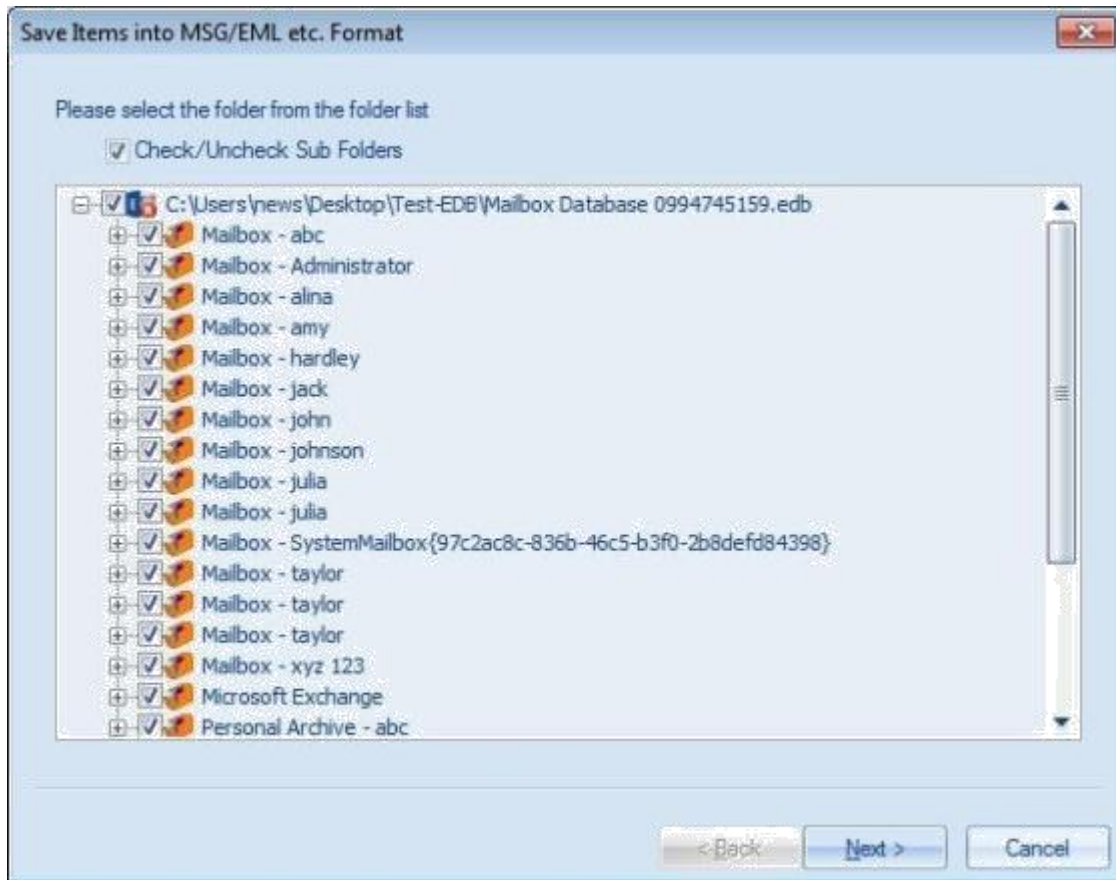 Save Items into MSG/EML etc. Format
Please select the folder from the folder list
Check/Uncheck Sub Folders
C:\Users\news\Desktop\Test-EDB\Mailbox Database 0994745159.edb
Mailbox - abc
Mailbox - Administrator
Mailbox - alina
Mailbox - amy
Mailbox - hardley
Mailbox - jack
Mailbox - john
Mailbox - johnson
Mailbox - julia
Mailbox - julia
Mailbox - SystemMailbox{97c2ac8c-836b-46c5-b3f0-2b8defd84398}
Mailbox - taylor
Mailbox - taylor
Mailbox - taylor
Mailbox - xyz 123
Microsoft Exchange
Personal Archive - abc
< Back Next > Cancel